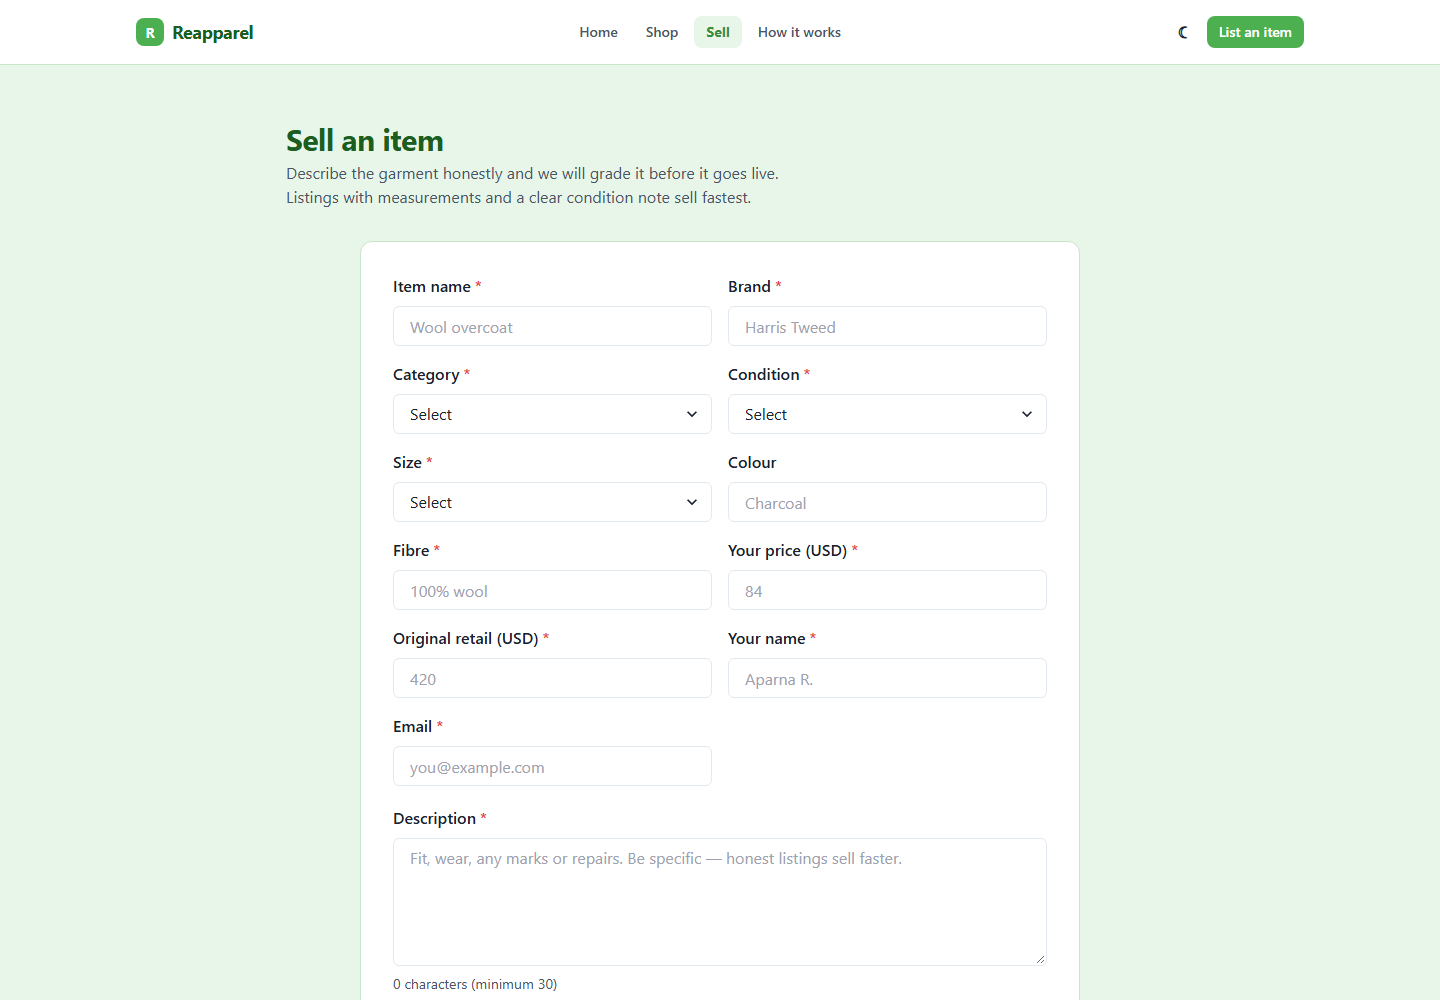 R Reapparel
Home Shop Sell How it works
List an item
Sell an item
Describe the garment honestly and we will grade it before it goes live.
Listings with measurements and a clear condition note sell fastest.
Item name * Brand *
Wool overcoat Harris Tweed
Category * Condition *
Select Select
Size * Colour
Select Charcoal
Fibre * Your price (USD) *
100% wool 84
Original retail (USD) * Your name *
420 Aparna R.
Email *
you@example.com
Description *
Fit, wear, any marks or repairs. Be specific — honest listings sell faster.
0 characters (minimum 30)